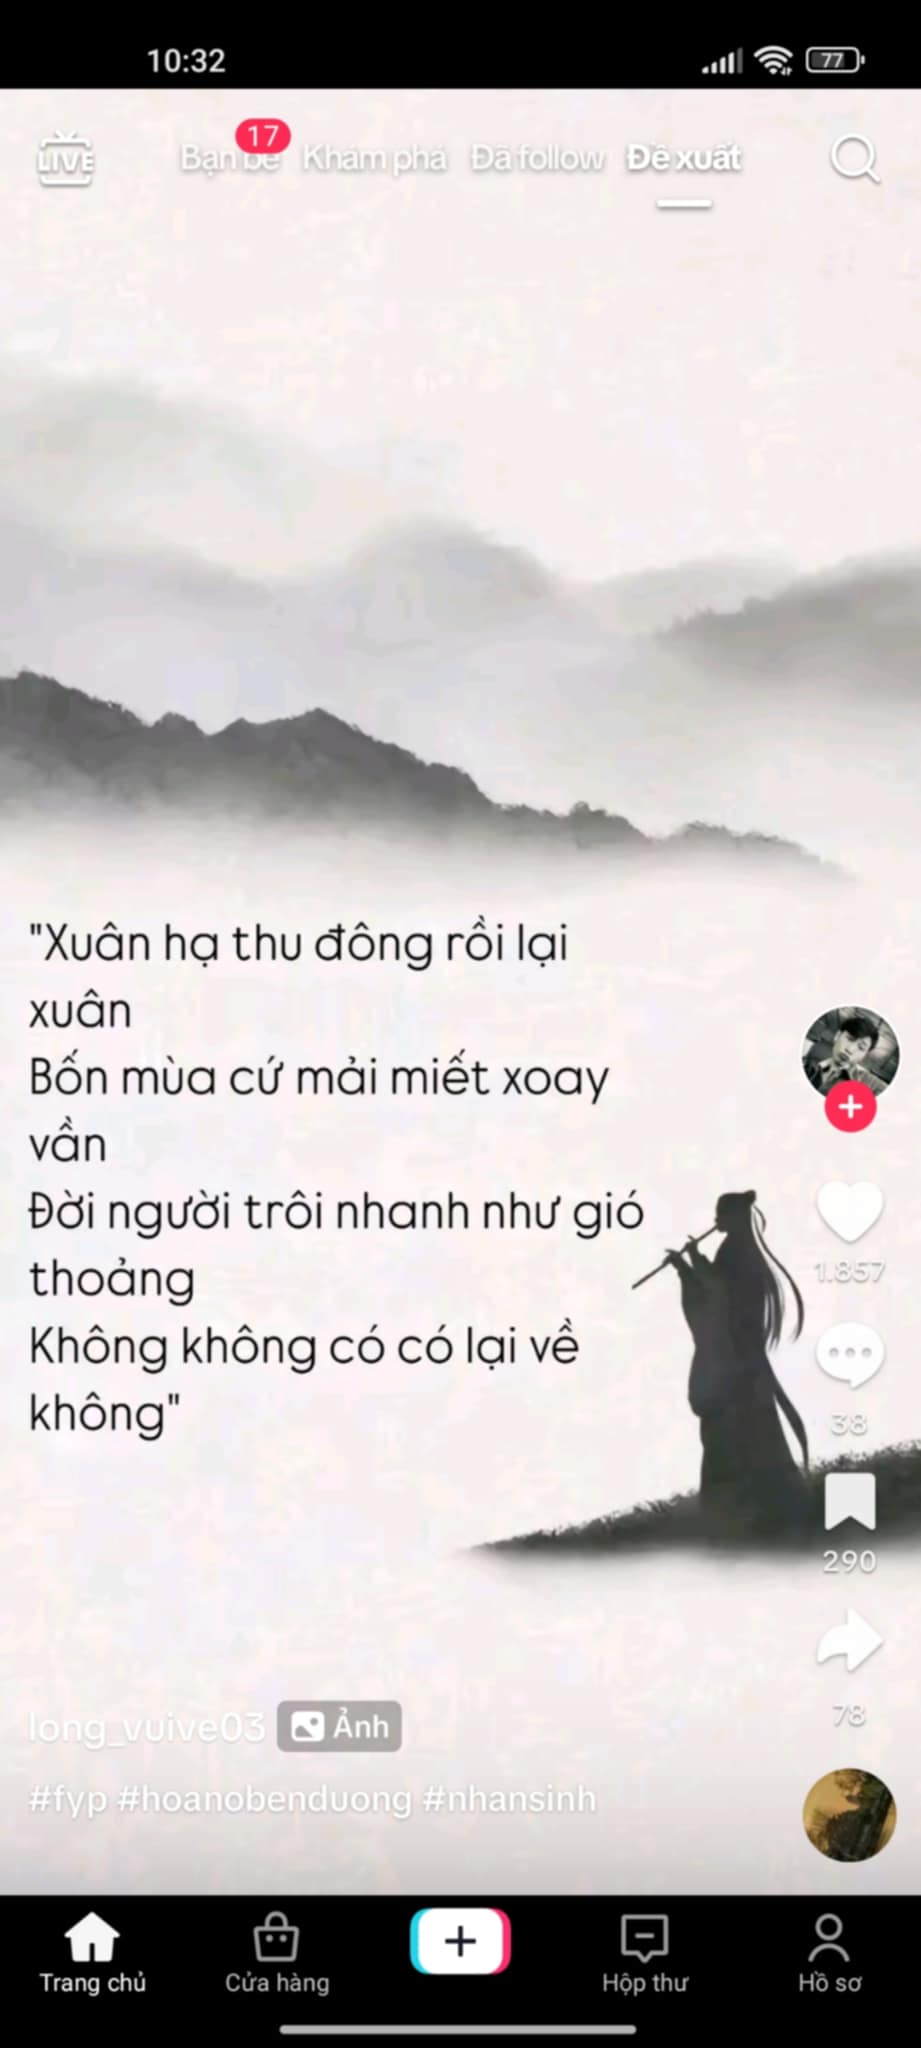 10:32
77
LIVE
Bạn bè 17 Khám phá Đã follow Đề xuất
"Xuân hạ thu đông rồi lại
xuân
Bốn mùa cứ mải miết xoay
vần
Đời người trôi nhanh như gió
thoảng
Không không có có lại về
không"
1.857
38
290
78
long_vuive03 Ảnh
#fyp #hoanobenduong #nhansinh
Trang chủ Cửa hàng Hộp thư Hồ sơ